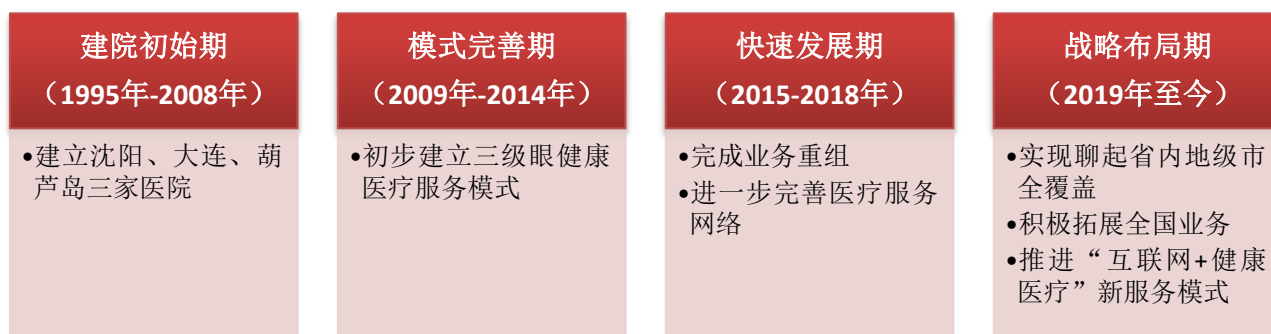 建院初始期
（1995年-2008年）
•建立沈阳、大连、葫
芦岛三家医院
模式完善期
（2009年-2014年）
•初步建立三级眼健康
医疗服务模式
快速发展期
（2015-2018年）
•完成业务重组
•进一步完善医疗服务
网络
战略布局期
（2019年至今）
•实现聊起省内地级市
全覆盖
•积极拓展全国业务
•推进“互联网+健康
医疗”新服务模式